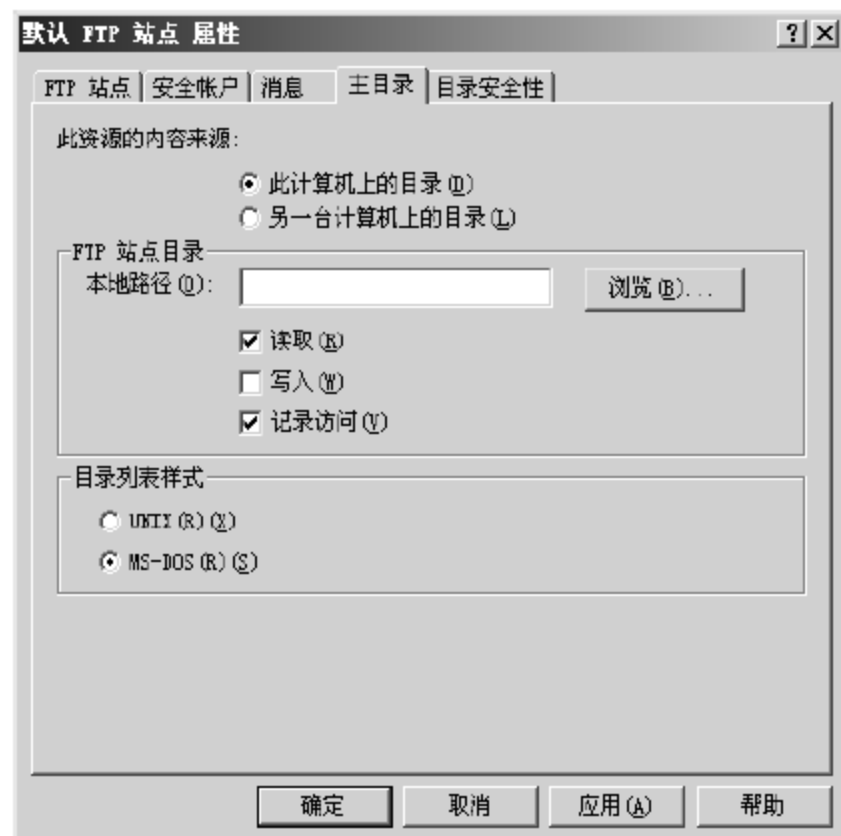 默认 FTP 站点 属性
FTP 站点 安全帐户 消息 主目录 目录安全性
此资源的内容来源:
此计算机上的目录(D)
另一台计算机上的目录(L)
FTP 站点目录
本地路径(O): 浏览(B)...
读取(R)
写入(W)
记录访问(V)
目录列表样式
UNIX(R)(X)
MS-DOS(R)(S)
确定 取消 应用(A) 帮助